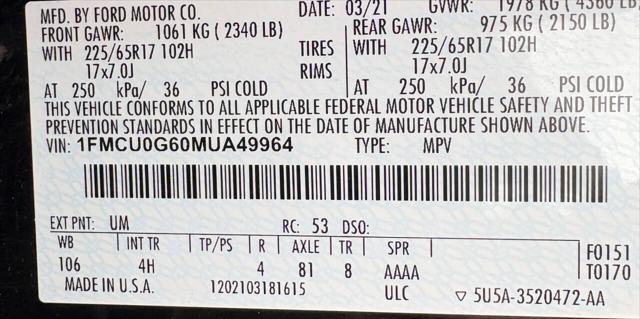 MFD. BY FORD MOTOR CO. DATE: 03/21 GVWR: 1978 KG ( 4360 LB)
FRONT GAWR: 1061 KG ( 2340 LB) REAR GAWR: 975 KG ( 2150 LB)
WITH 225/65R17 102H TIRES WITH 225/65R17 102H
17x7.0J RIMS 17x7.0J
AT 250 kPa/ 36 PSI COLD AT 250 kPa/ 36 PSI COLD
THIS VEHICLE CONFORMS TO ALL APPLICABLE FEDERAL MOTOR VEHICLE SAFETY AND THEFT
PREVENTION STANDARDS IN EFFECT ON THE DATE OF MANUFACTURE SHOWN ABOVE.
VIN: 1FMCU0G60MUA49964 TYPE: MPV
EXT PNT: UM RC: 53 DSO:
WB INT TR TP/PS R AXLE TR SPR F0151
106 4H 4 81 8 AAAA T0170
MADE IN U.S.A. 1202103181615 ULC ▽ 5U5A-3520472-AA